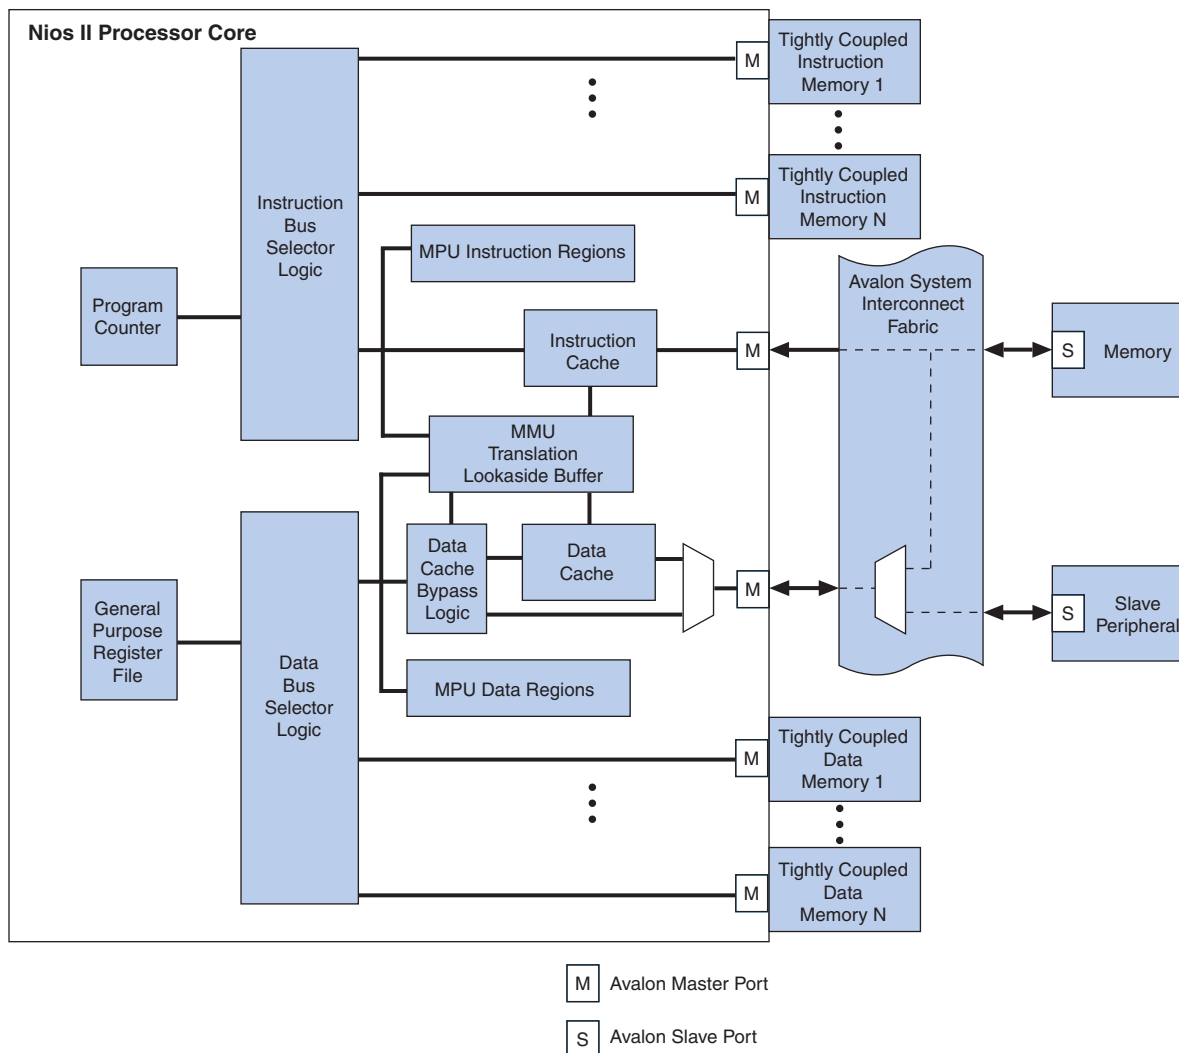 Nios II Processor Core
M
Tightly Coupled
Instruction
Memory 1
M
Tightly Coupled
Instruction
Memory N
Instruction
Bus
Selector
Logic
MPU Instruction Regions
Program
Counter
Instruction
Cache
M
Avalon System
Interconnect
Fabric
S
Memory
MMU
Translation
Lookaside Buffer
Data
Cache
Bypass
Logic
Data
Cache
M
General
Purpose
Register
File
Data
Bus
Selector
Logic
S
Slave
Peripheral
MPU Data Regions
M
Tightly Coupled
Data
Memory 1
M
Tightly Coupled
Data
Memory N
M
Avalon Master Port
S
Avalon Slave Port